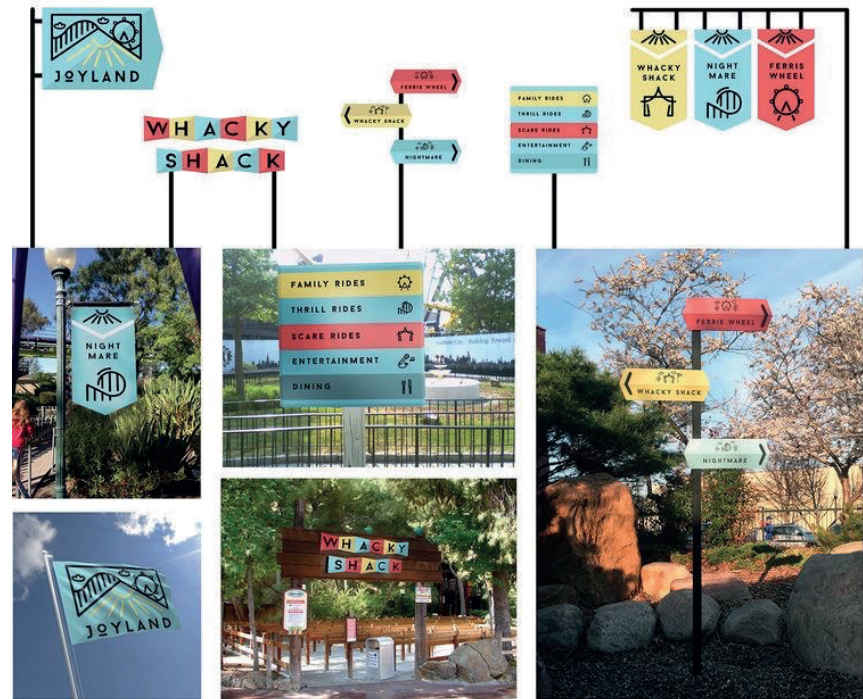 JOYLAND
WHACKY
SHACK
FERRIS WHEEL
WHACKY SHACK
NIGHTMARE
FAMILY RIDES
THRILL RIDES
SCARE RIDES
ENTERTAINMENT
DINING
WHACKY
SHACK
NIGHT
MARE
FERRIS
WHEEL
NIGHT
MARE
FAMILY RIDES
THRILL RIDES
SCARE RIDES
ENTERTAINMENT
DINING
FERRIS WHEEL
WHACKY SHACK
NIGHTMARE
JOYLAND
WHACKY
SHACK